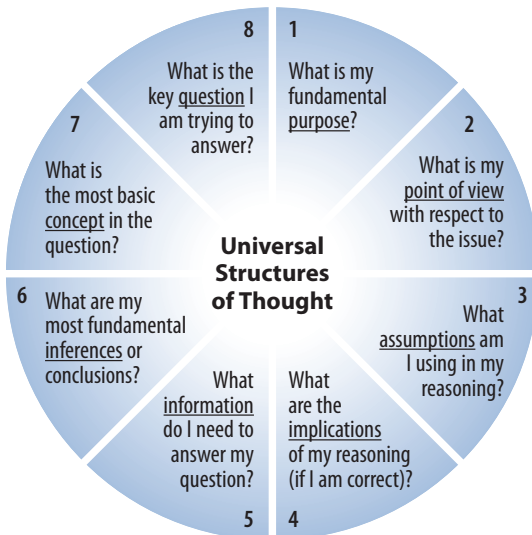 8
What is the
key question I
am trying to
answer?
1
What is my
fundamental
purpose?
2
What is my
point of view
with respect to
the issue?
7
What is
the most basic
concept in the
question?
Universal
Structures
of Thought
6
What are my
most fundamental
inferences or
conclusions?
3
What
assumptions am
I using in my
reasoning?
What
information
do I need to
answer my
question?
5
What
are the
implications
of my reasoning
(if I am correct)?
4